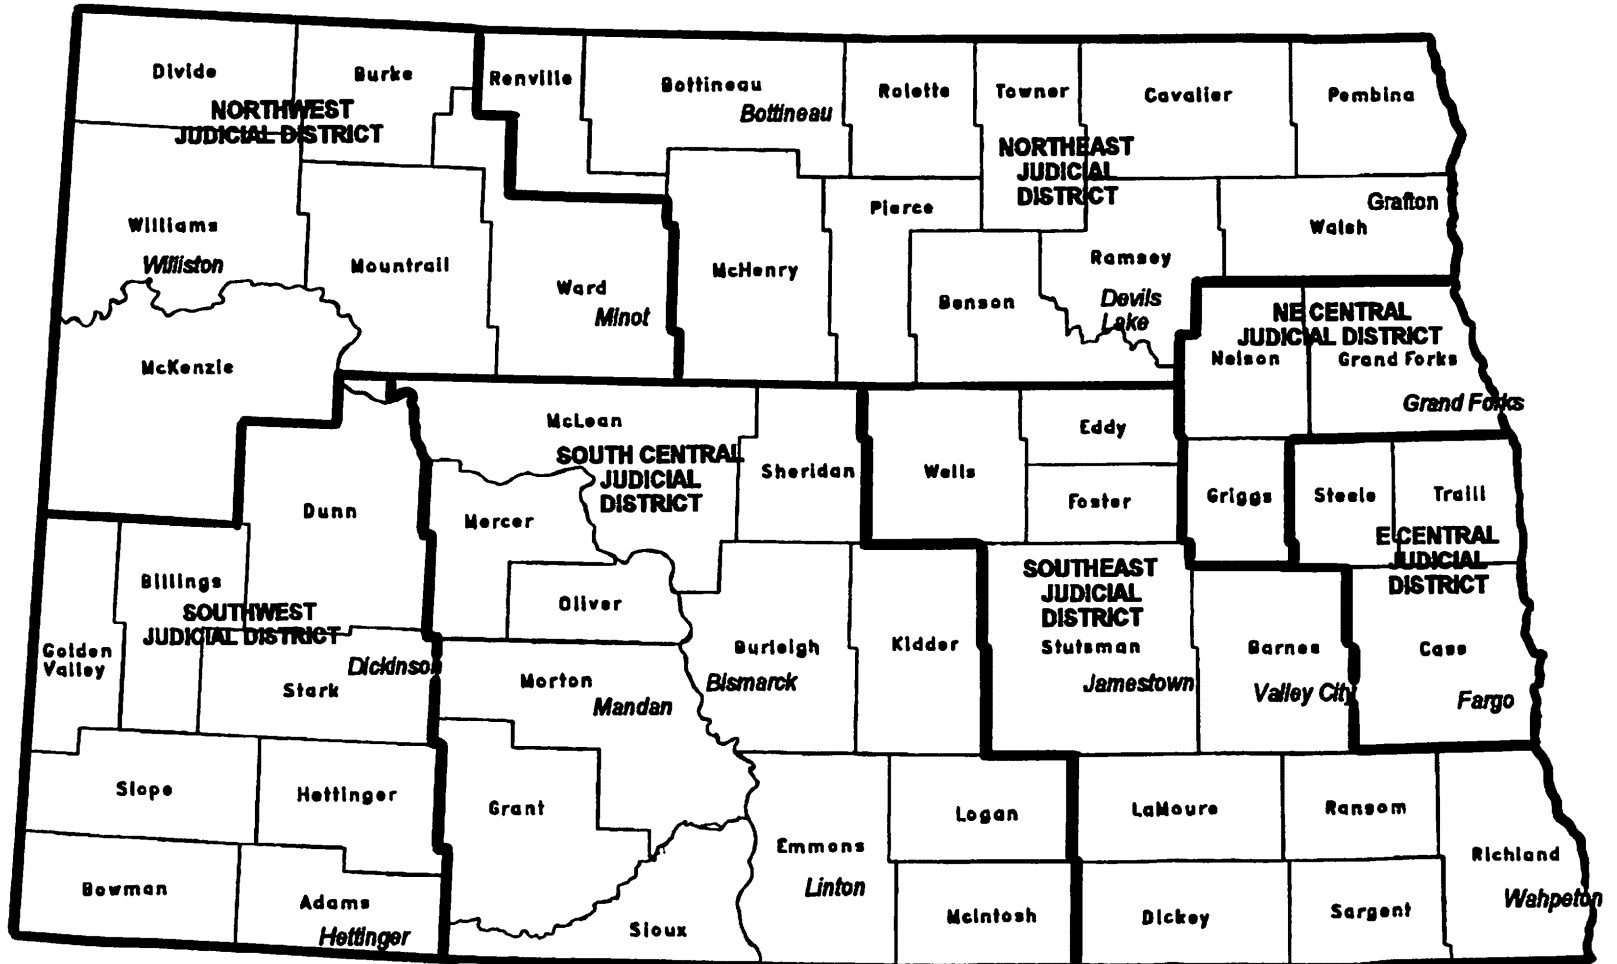 Divide
Burke
Renville
Bottineau
Bottineau
Rolette
Towner
Cavalier
Pembina
NORTHWEST
JUDICIAL DISTRICT
NORTHEAST
JUDICIAL
DISTRICT
Williams
Williston
Mountrail
Ward
Minot
McHenry
Pierce
Benson
Ramsey
Devils
Lake
Grafton
Walsh
NE CENTRAL
JUDICIAL DISTRICT
Nelson
Grand Forks
Grand Forks
McKenzie
McLean
SOUTH CENTRAL
JUDICIAL
DISTRICT
Sheridan
Wells
Eddy
Foster
Griggs
Steele
Traill
E CENTRAL
JUDICIAL
DISTRICT
Dunn
Mercer
Oliver
Billings
SOUTHWEST
JUDICIAL DISTRICT
Golden
Valley
Stark
Dickinson
Morton
Mandan
Burleigh
Bismarck
Kidder
SOUTHEAST
JUDICIAL
DISTRICT
Stutsman
Jamestown
Barnes
Valley City
Cass
Fargo
Slope
Hettinger
Grant
Emmons
Linton
Logan
LaMoure
Ransom
Richland
Wahpeton
Bowman
Adams
Hettinger
Sioux
McIntosh
Dickey
Sargent